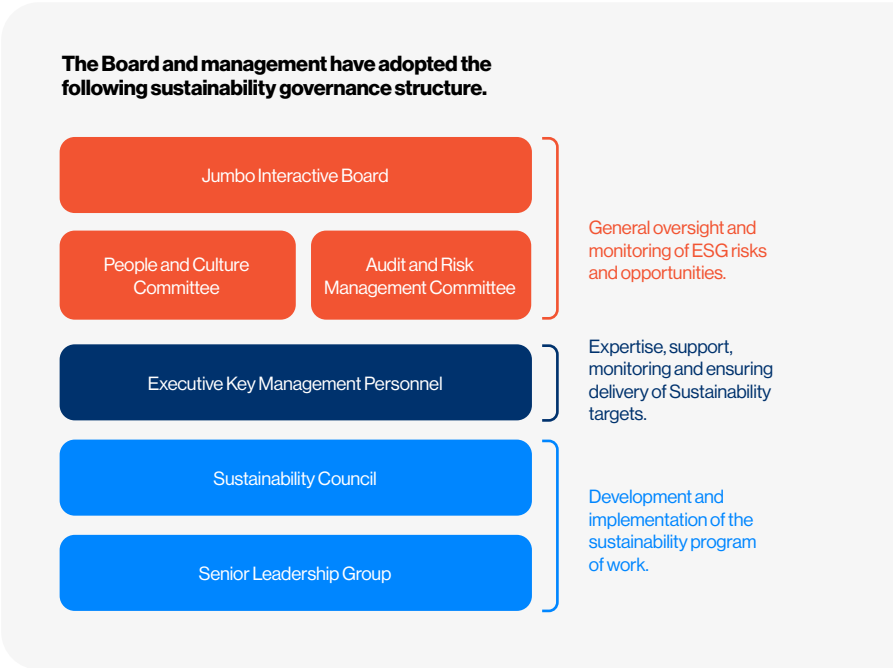 The Board and management have adopted the
following sustainability governance structure.
Jumbo Interactive Board
People and Culture
Committee
Audit and Risk
Management Committee
General oversight and
monitoring of ESG risks
and opportunities.
Executive Key Management Personnel
Expertise, support,
monitoring and ensuring
delivery of Sustainability
targets.
Sustainability Council
Senior Leadership Group
Development and
implementation of the
sustainability program
of work.